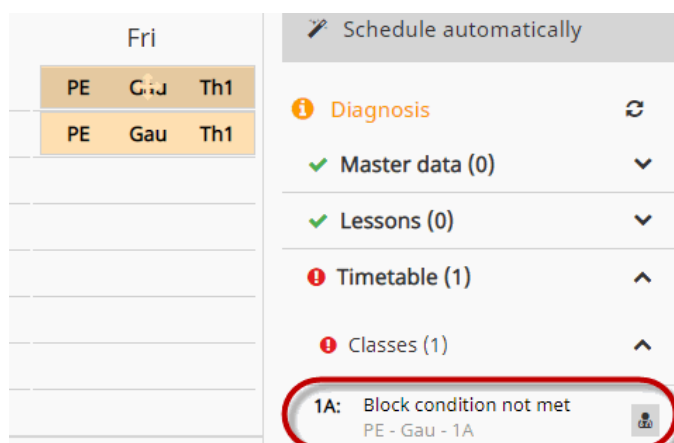 Fri
PE Gau Th1
PE Gau Th1
Schedule automatically
Diagnosis
Master data (0)
Lessons (0)
Timetable (1)
Classes (1)
1A: Block condition not met
PE - Gau - 1A